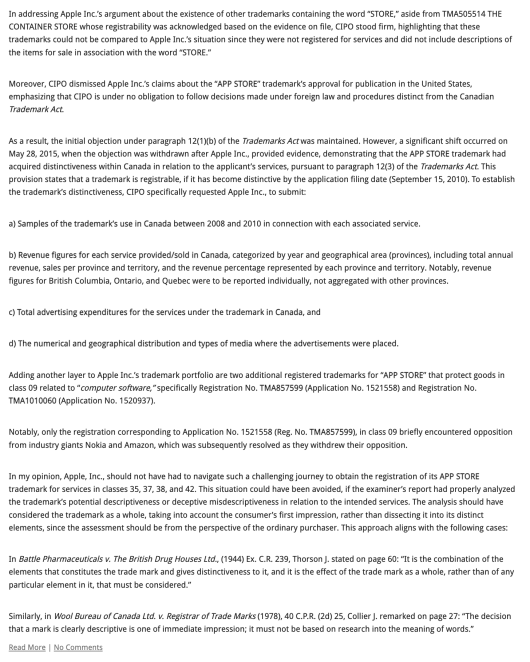 In addressing Apple Inc.'s argument about the existence of other trademarks containing the word "STORE," aside from TMA505514 THE
CONTAINER STORE whose registrability was acknowledged based on the evidence on file, CIPO stood firm, highlighting that these
trademarks could not be compared to Apple Inc.'s situation since they were not registered for services and did not include descriptions of
the items for sale in association with the word "STORE."
Moreover, CIPO dismissed Apple Inc.'s claims about the "APP STORE" trademark's approval for publication in the United States,
emphasizing that CIPO is under no obligation to follow decisions made under foreign law and procedures distinct from the Canadian
Trademark Act.
As a result, the initial objection under paragraph 12(1)(b) of the Trademarks Act was maintained. However, a significant shift occurred on
May 28, 2015, when the objection was withdrawn after Apple Inc., provided evidence, demonstrating that the APP STORE trademark had
acquired distinctiveness within Canada in relation to the applicant's services, pursuant to paragraph 12(3) of the Trademarks Act. This
provision states that a trademark is registrable, if it has become distinctive by the application filing date (September 15, 2010). To establish
the trademark's distinctiveness, CIPO specifically requested Apple Inc., to submit:
a) Samples of the trademark's use in Canada between 2008 and 2010 in connection with each associated service.
b) Revenue figures for each service provided/sold in Canada, categorized by year and geographical area (provinces), including total annual
revenue, sales per province and territory, and the revenue percentage represented by each province and territory. Notably, revenue
figures for British Columbia, Ontario, and Quebec were to be reported individually, not aggregated with other provinces.
c) Total advertising expenditures for the services under the trademark in Canada, and
d) The numerical and geographical distribution and types of media where the advertisements were placed.
Adding another layer to Apple Inc.'s trademark portfolio are two additional registered trademarks for "APP STORE" that protect goods in
class 09 related to "computer software," specifically Registration No. TMA857599 (Application No. 1521558) and Registration No.
TMA1010060 (Application No. 1520937).
Notably, only the registration corresponding to Application No. 1521558 (Reg. No. TMA857599), in class 09 briefly encountered opposition
from industry giants Nokia and Amazon, which was subsequently resolved as they withdrew their opposition.
In my opinion, Apple, Inc., should not have had to navigate such a challenging journey to obtain the registration of its APP STORE
trademark for services in classes 35, 37, 38, and 42. This situation could have been avoided, if the examiner's report had properly analyzed
the trademark's potential descriptiveness or deceptive misdescriptiveness in relation to the intended services. The analysis should have
considered the trademark as a whole, taking into account the consumer's first impression, rather than dissecting it into its distinct
elements, since the assessment should be from the perspective of the ordinary purchaser. This approach aligns with the following cases:
In Battle Pharmaceuticals v. The British Drug Houses Ltd., (1944) Ex. C.R. 239, Thorson J. stated on page 60: "It is the combination of the
elements that constitutes the trade mark and gives distinctiveness to it, and it is the effect of the trade mark as a whole, rather than of any
particular element in it, that must be considered."
Similarly, in Wool Bureau of Canada Ltd. v. Registrar of Trade Marks (1978), 40 C.P.R. (2d) 25, Collier J. remarked on page 27: "The decision
that a mark is clearly descriptive is one of immediate impression; it must not be based on research into the meaning of words."
Read More | No Comments